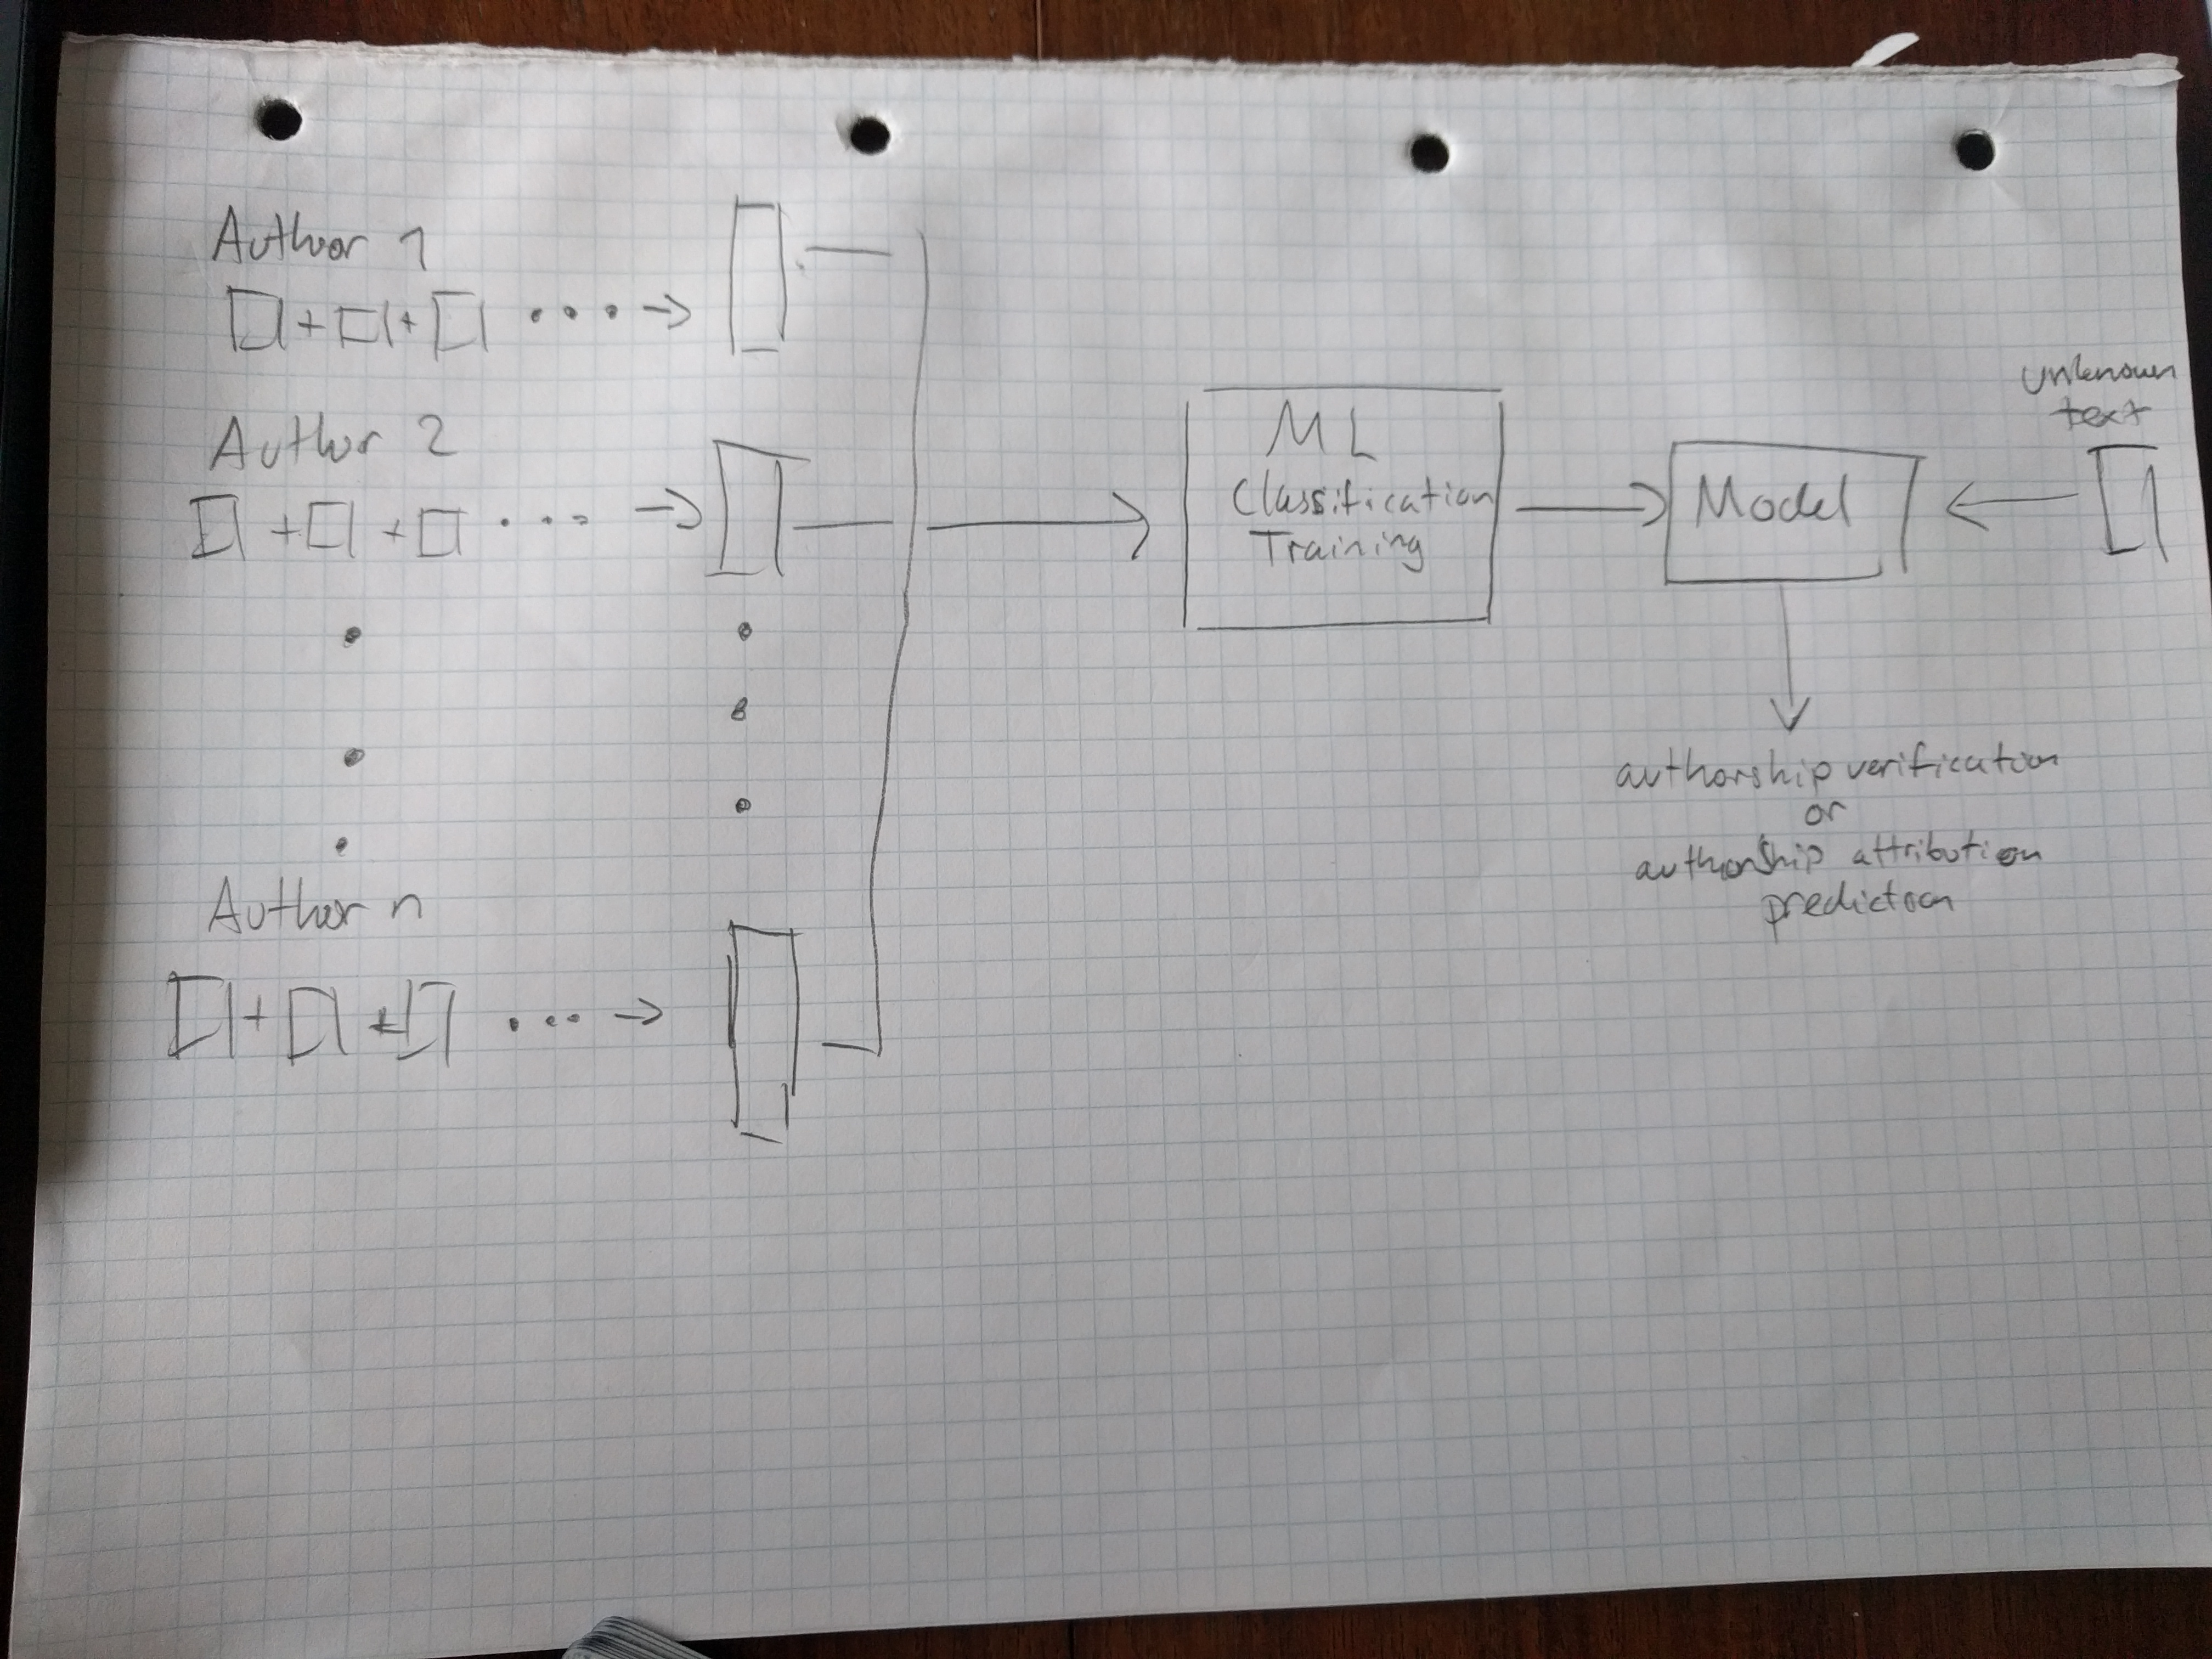 Author 1
+ + .... →
Author 2
+ + .... →
Author n
+ + .... →
ML
Classification
Training
Model
unknown
text
authorship verification
or
authorship attribution
prediction